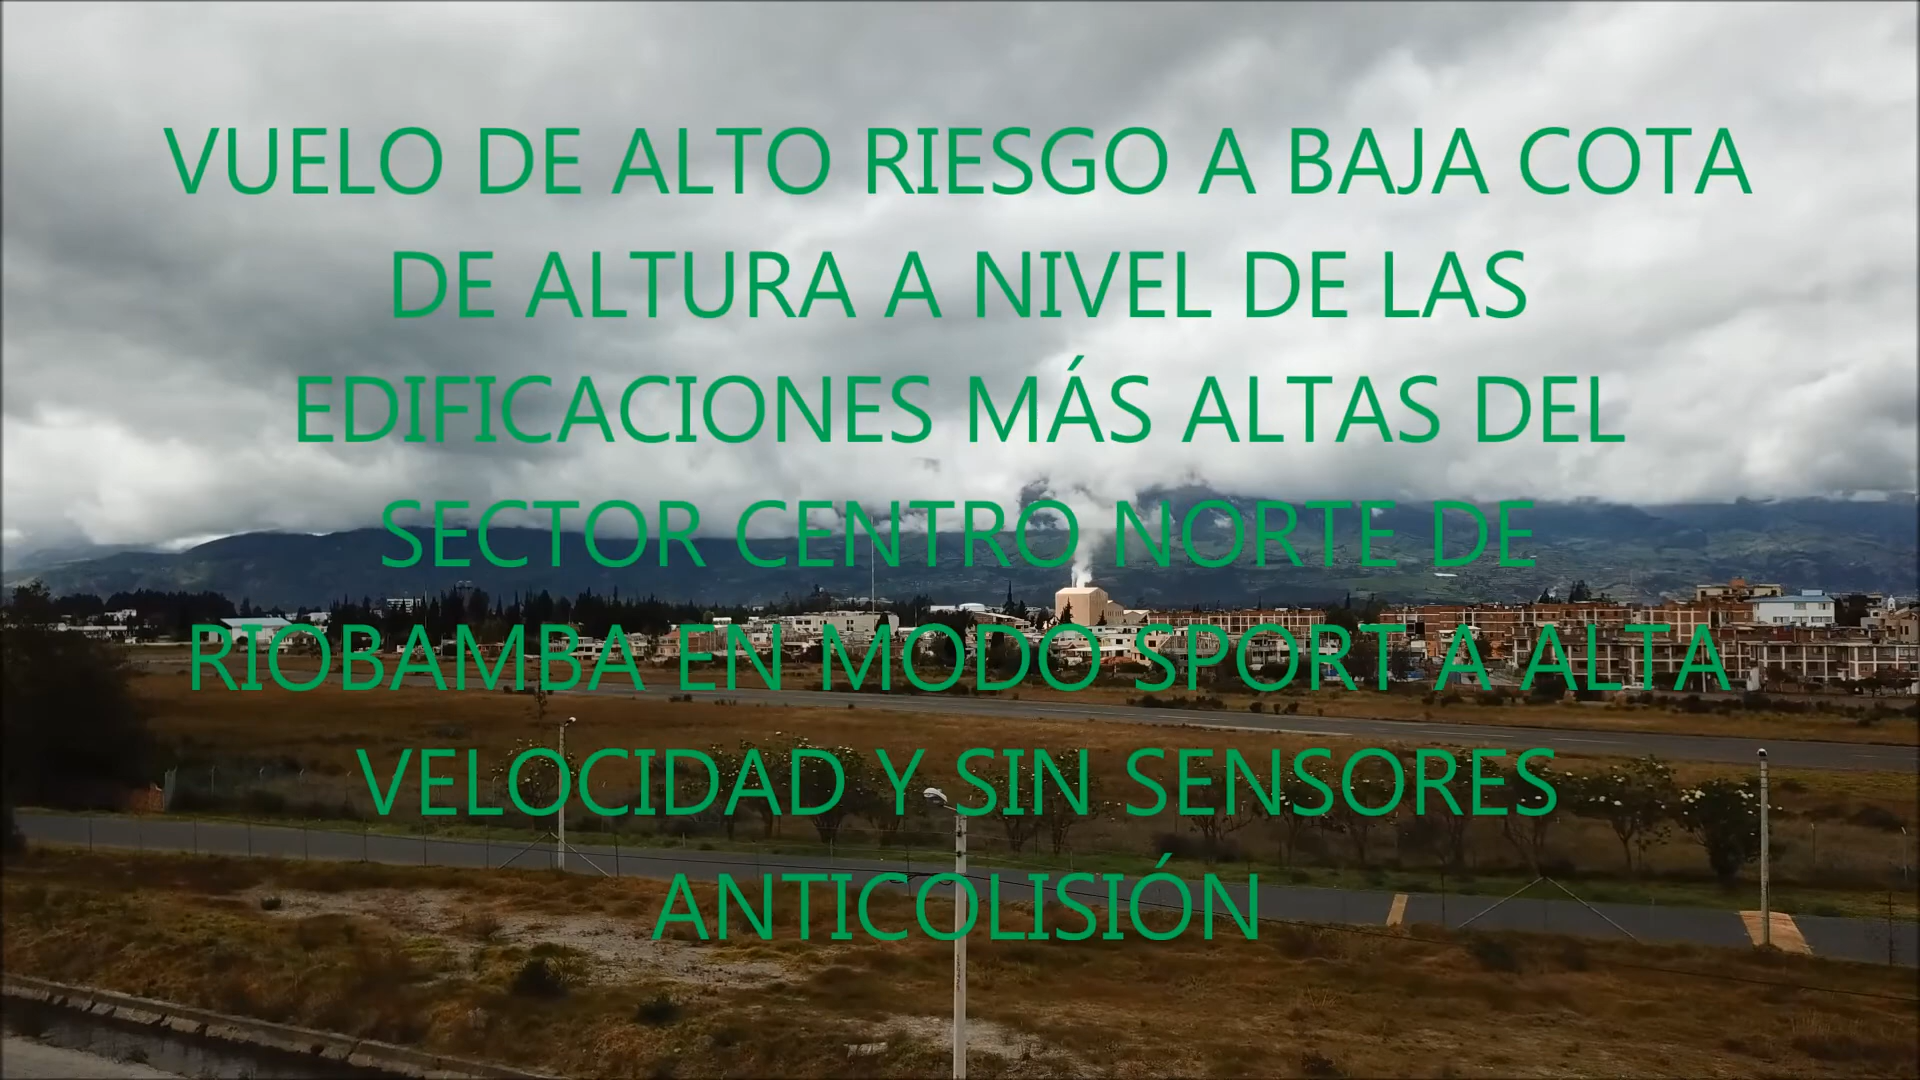 VUELO DE ALTO RIESGO A BAJA COTA
DE ALTURA A NIVEL DE LAS
EDIFICACIONES MÁS ALTAS DEL
SECTOR CENTRO NORTE DE
RIOBAMBA EN MODO SPORT A ALTA
VELOCIDAD Y SIN SENSORES
ANTICOLISIÓN